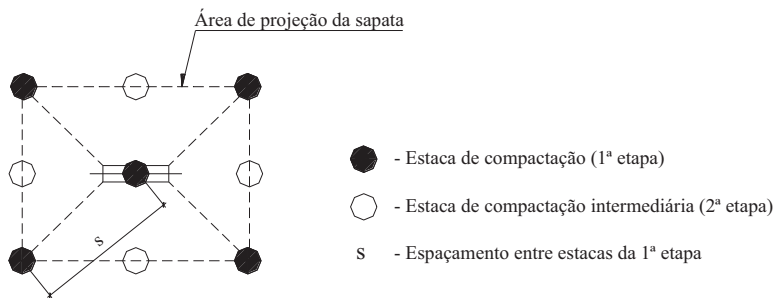 Área de projeção da sapata
- Estaca de compactação (1ª etapa)
- Estaca de compactação intermediária (2ª etapa)
s
s - Espaçamento entre estacas da 1ª etapa